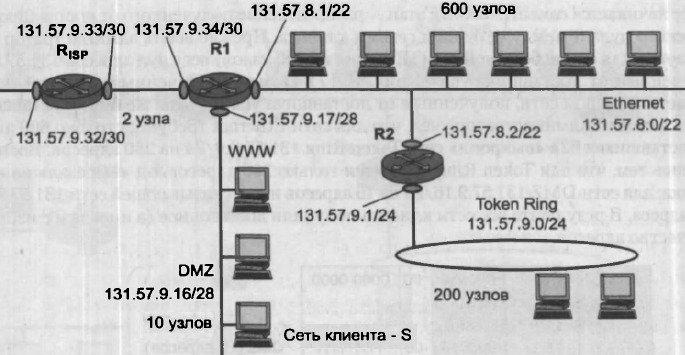 131.57.8.1/22
600 узлов
131.57.9.33/30
131.57.9.34/30
RISP
R1
2 узла
131.57.9.17/28
131.57.9.32/30
Ethernet
131.57.8.0/22
R2
131.57.8.2/22
131.57.9.1/24
Token Ring
131.57.9.0/24
DMZ
131.57.9.16/28
10 узлов
200 узлов
Сеть клиента - S